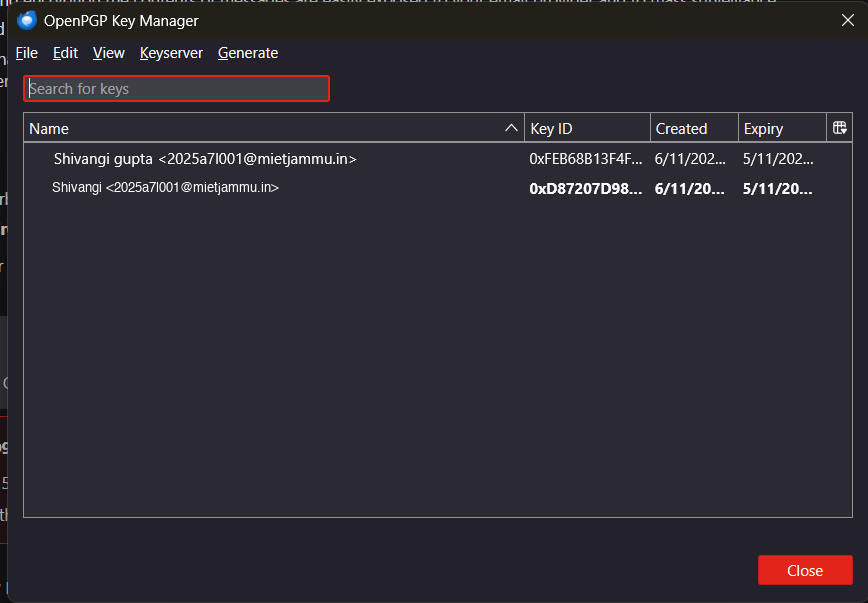 OpenPGP Key Manager
File Edit View Keyserver Generate
Search for keys
Name Key ID Created Expiry
Shivangi gupta <2025a7l001@mietjammu.in> 0xFEB68B13F4F... 6/11/202... 5/11/202...
Shivangi <2025a7l001@mietjammu.in> 0xD87207D98... 6/11/20... 5/11/20...
Close